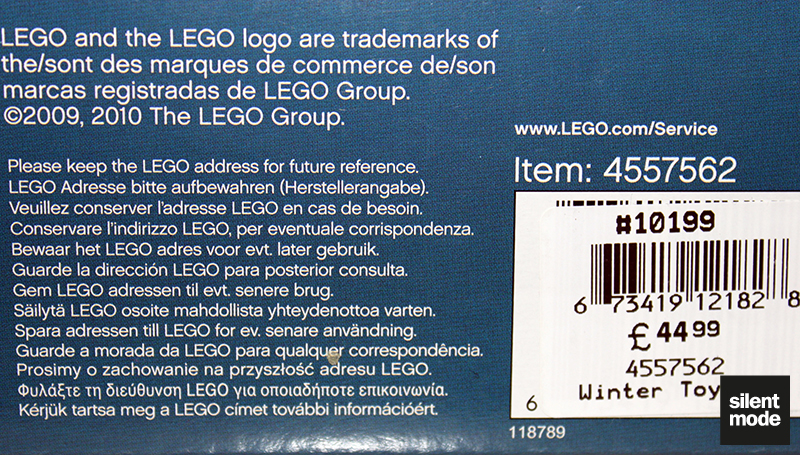 LEGO and the LEGO logo are trademarks of
the/sont des marques de commerce de/son
marcas registradas de LEGO Group.
©2009, 2010 The LEGO Group.
Please keep the LEGO address for future reference.
LEGO Adresse bitte aufbewahren (Herstellerangabe).
Veuillez conserver l'adresse LEGO en cas de besoin.
Conservare l'indirizzo LEGO, per eventuale corrispondenza.
Bewaar het LEGO adres voor evt. later gebruik.
Guarde la dirección LEGO para posterior consulta.
Gem LEGO adressen til evt. senere brug.
Säilytä LEGO osoite mahdollista yhteydenottoa varten.
Spara adressen till LEGO for ev. senare användning.
Guarde a morada da LEGO para qualquer correspondência.
Prosimy o zachowanie na przyszłość adresu LEGO.
Φυλάξτε τη διεύθυνση LEGO για οποιαδήποτε επικοινωνία.
Kérjük tartsa meg a LEGO címet további információért.
www.LEGO.com/Service
Item: 4557562
#10199
6 73419 12182 8
£44.99
4557562
Winter Toy
6
118789
silent
mode